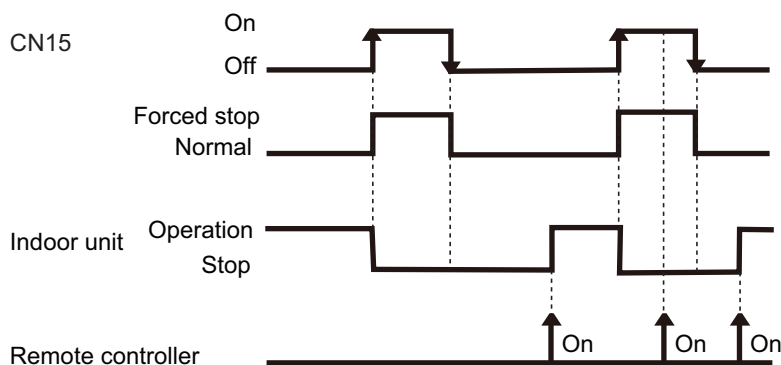 On
CN15
Off
Forced stop
Normal
Indoor unit
Operation
Stop
On
On
On
Remote controller